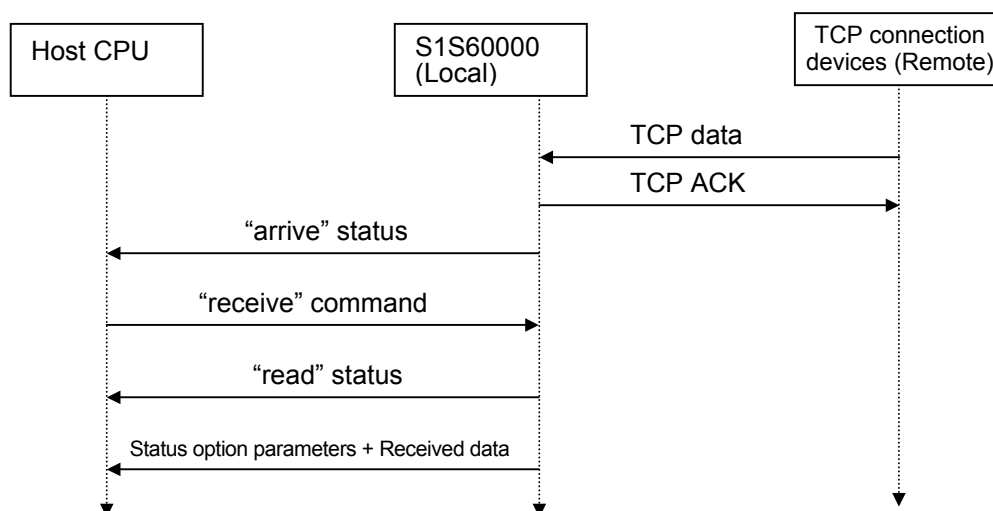 Host CPU
S1S60000
(Local)
TCP connection
devices (Remote)
TCP data
TCP ACK
“arrive” status
“receive” command
“read” status
Status option parameters + Received data